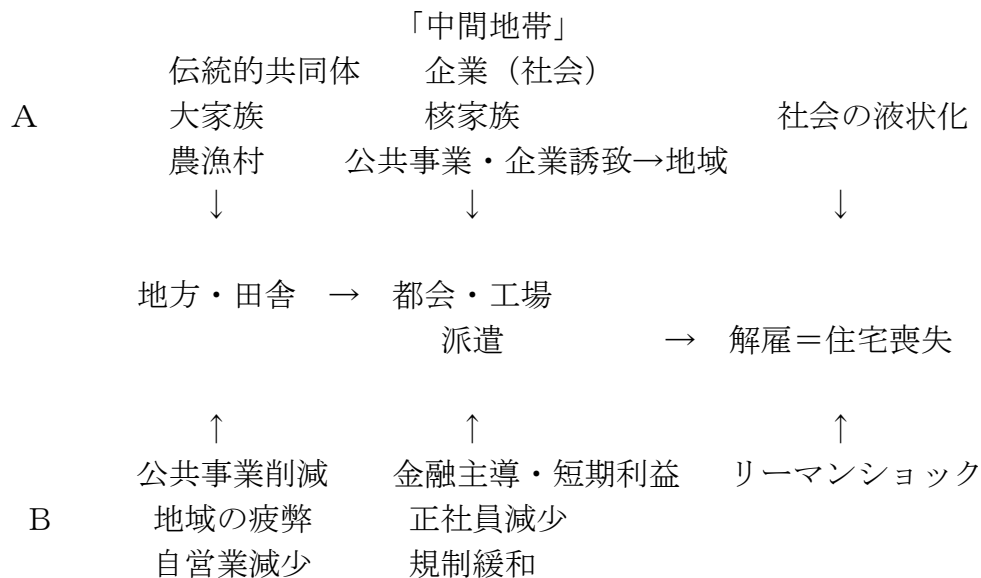 「中間地帯」
伝統的共同体　　企業（社会）
A　　大家族　　核家族　　社会の液状化
農漁村　　公共事業・企業誘致→地域
↓　　↓　　↓
地方・田舎　→　都会・工場
派遣　　→　解雇＝住宅喪失
↑　　↑　　↑
公共事業削減　　金融主導・短期利益　　リーマンショック
B　　地域の疲弊　　正社員減少
自営業減少　　規制緩和